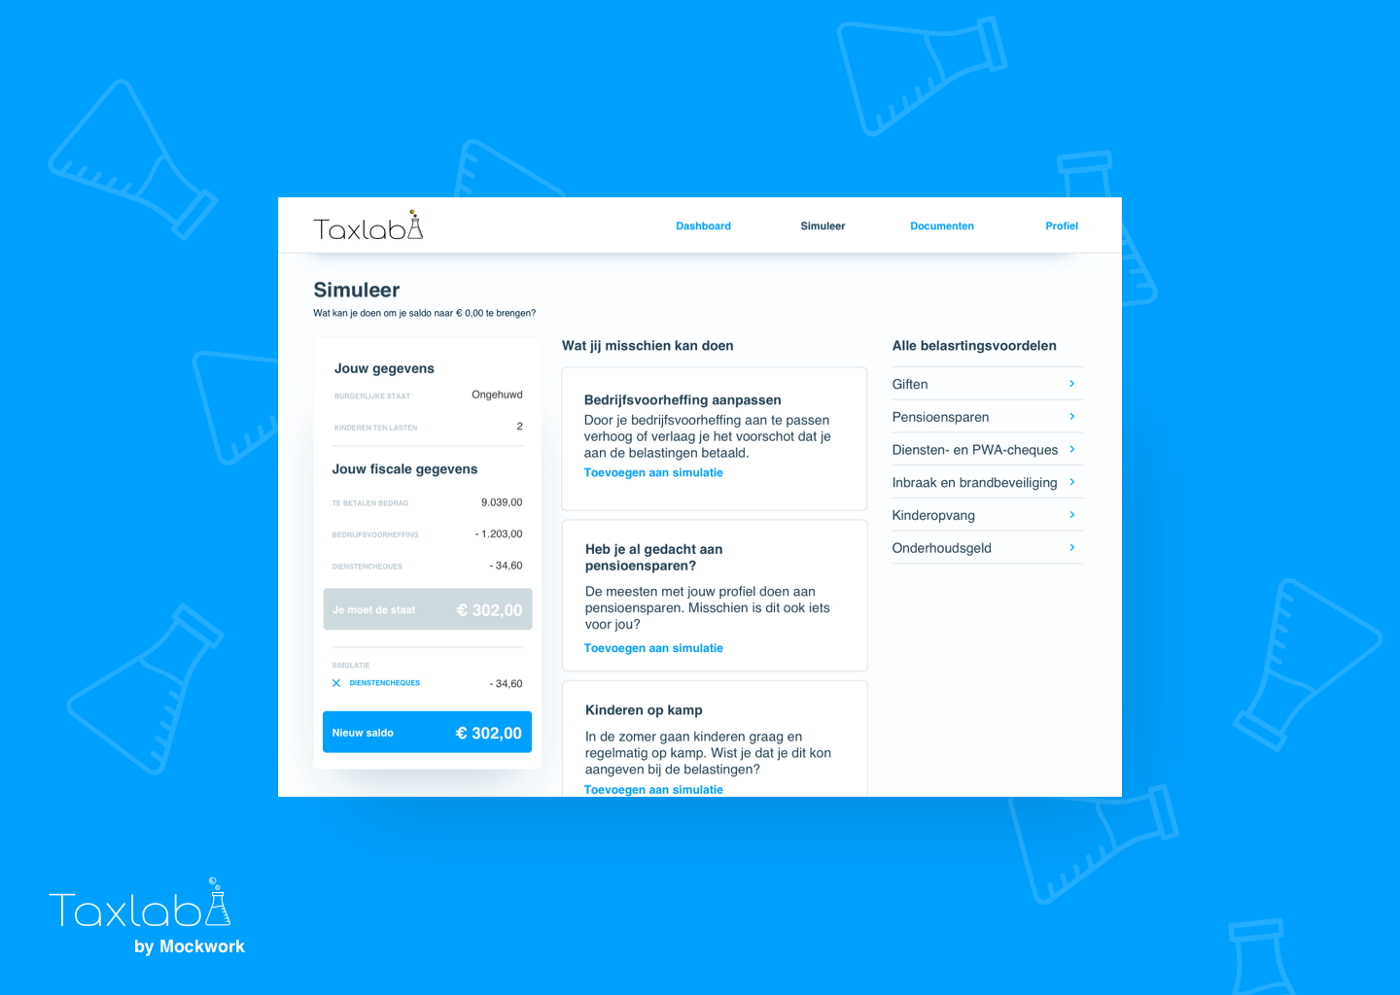 Taxlab
Dashboard
Simuleer
Documenten
Profiel
Simuleer
Wat kan je doen om je saldo naar € 0,00 te brengen?
Jouw gegevens
BURGERLIJKE STAAT Ongehuwd
KINDEREN TEN LASTEN 2
Jouw fiscale gegevens
TE BETALEN BEDRAG 9.039,00
BEDRIJFSVOORHEFFING - 1.203,00
DIENSTENCHEQUES - 34,60
Je moet de staat € 302,00
SIMULATIE
DIENSTENCHEQUES - 34,60
Nieuw saldo € 302,00
Wat jij misschien kan doen
Bedrijfsvoorheffing aanpassen
Door je bedrijfsvoorheffing aan te passen
verhoog of verlaag je het voorschot dat je
aan de belastingen betaald.
Toevoegen aan simulatie
Heb je al gedacht aan
pensioensparen?
De meesten met jouw profiel doen aan
pensioensparen. Misschien is dit ook iets
voor jou?
Toevoegen aan simulatie
Kinderen op kamp
In de zomer gaan kinderen graag en
regelmatig op kamp. Wist je dat je dit kon
aangeven bij de belastingen?
Toevoegen aan simulatie
Alle belasrtingsvoordelen
Giften
Pensioensparen
Diensten- en PWA-cheques
Inbraak en brandbeveiliging
Kinderopvang
Onderhoudsgeld
Taxlab
by Mockwork